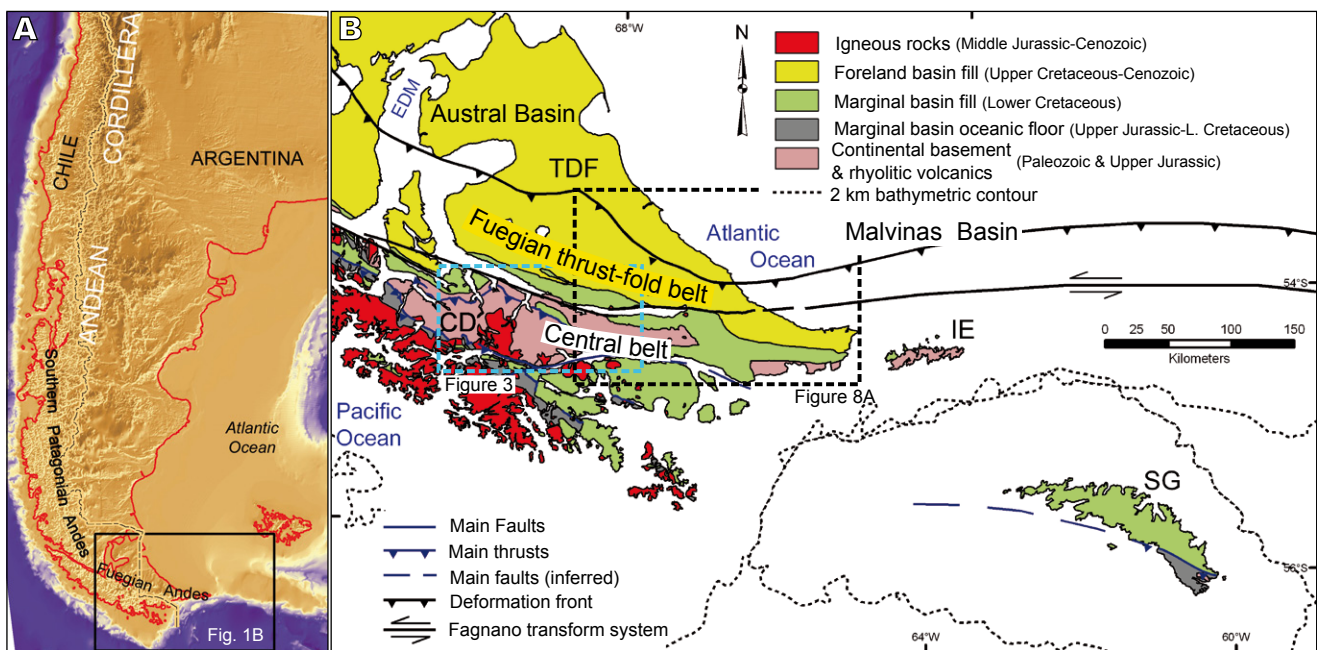 A
CHILE
CORDILLERA
ANDEAN
ARGENTINA
Southern Patagonian Andes
Atlantic
Ocean
Fuegian Andes
Fig. 1B
B
68°W
N
EDM
Austral Basin
TDF
Fuegian thrust-fold belt
Atlantic
Ocean
Malvinas Basin
54°S
CD
Central belt
IE
Figure 3
Figure 8A
Pacific
Ocean
SG
56°S
64°W
60°W
0 25 50 100 150
Kilometers
Igneous rocks (Middle Jurassic-Cenozoic)
Foreland basin fill (Upper Cretaceous-Cenozoic)
Marginal basin fill (Lower Cretaceous)
Marginal basin oceanic floor (Upper Jurassic-L. Cretaceous)
Continental basement
& rhyolitic volcanics (Paleozoic & Upper Jurassic)
2 km bathymetric contour
Main Faults
Main thrusts
Main faults (inferred)
Deformation front
Fagnano transform system